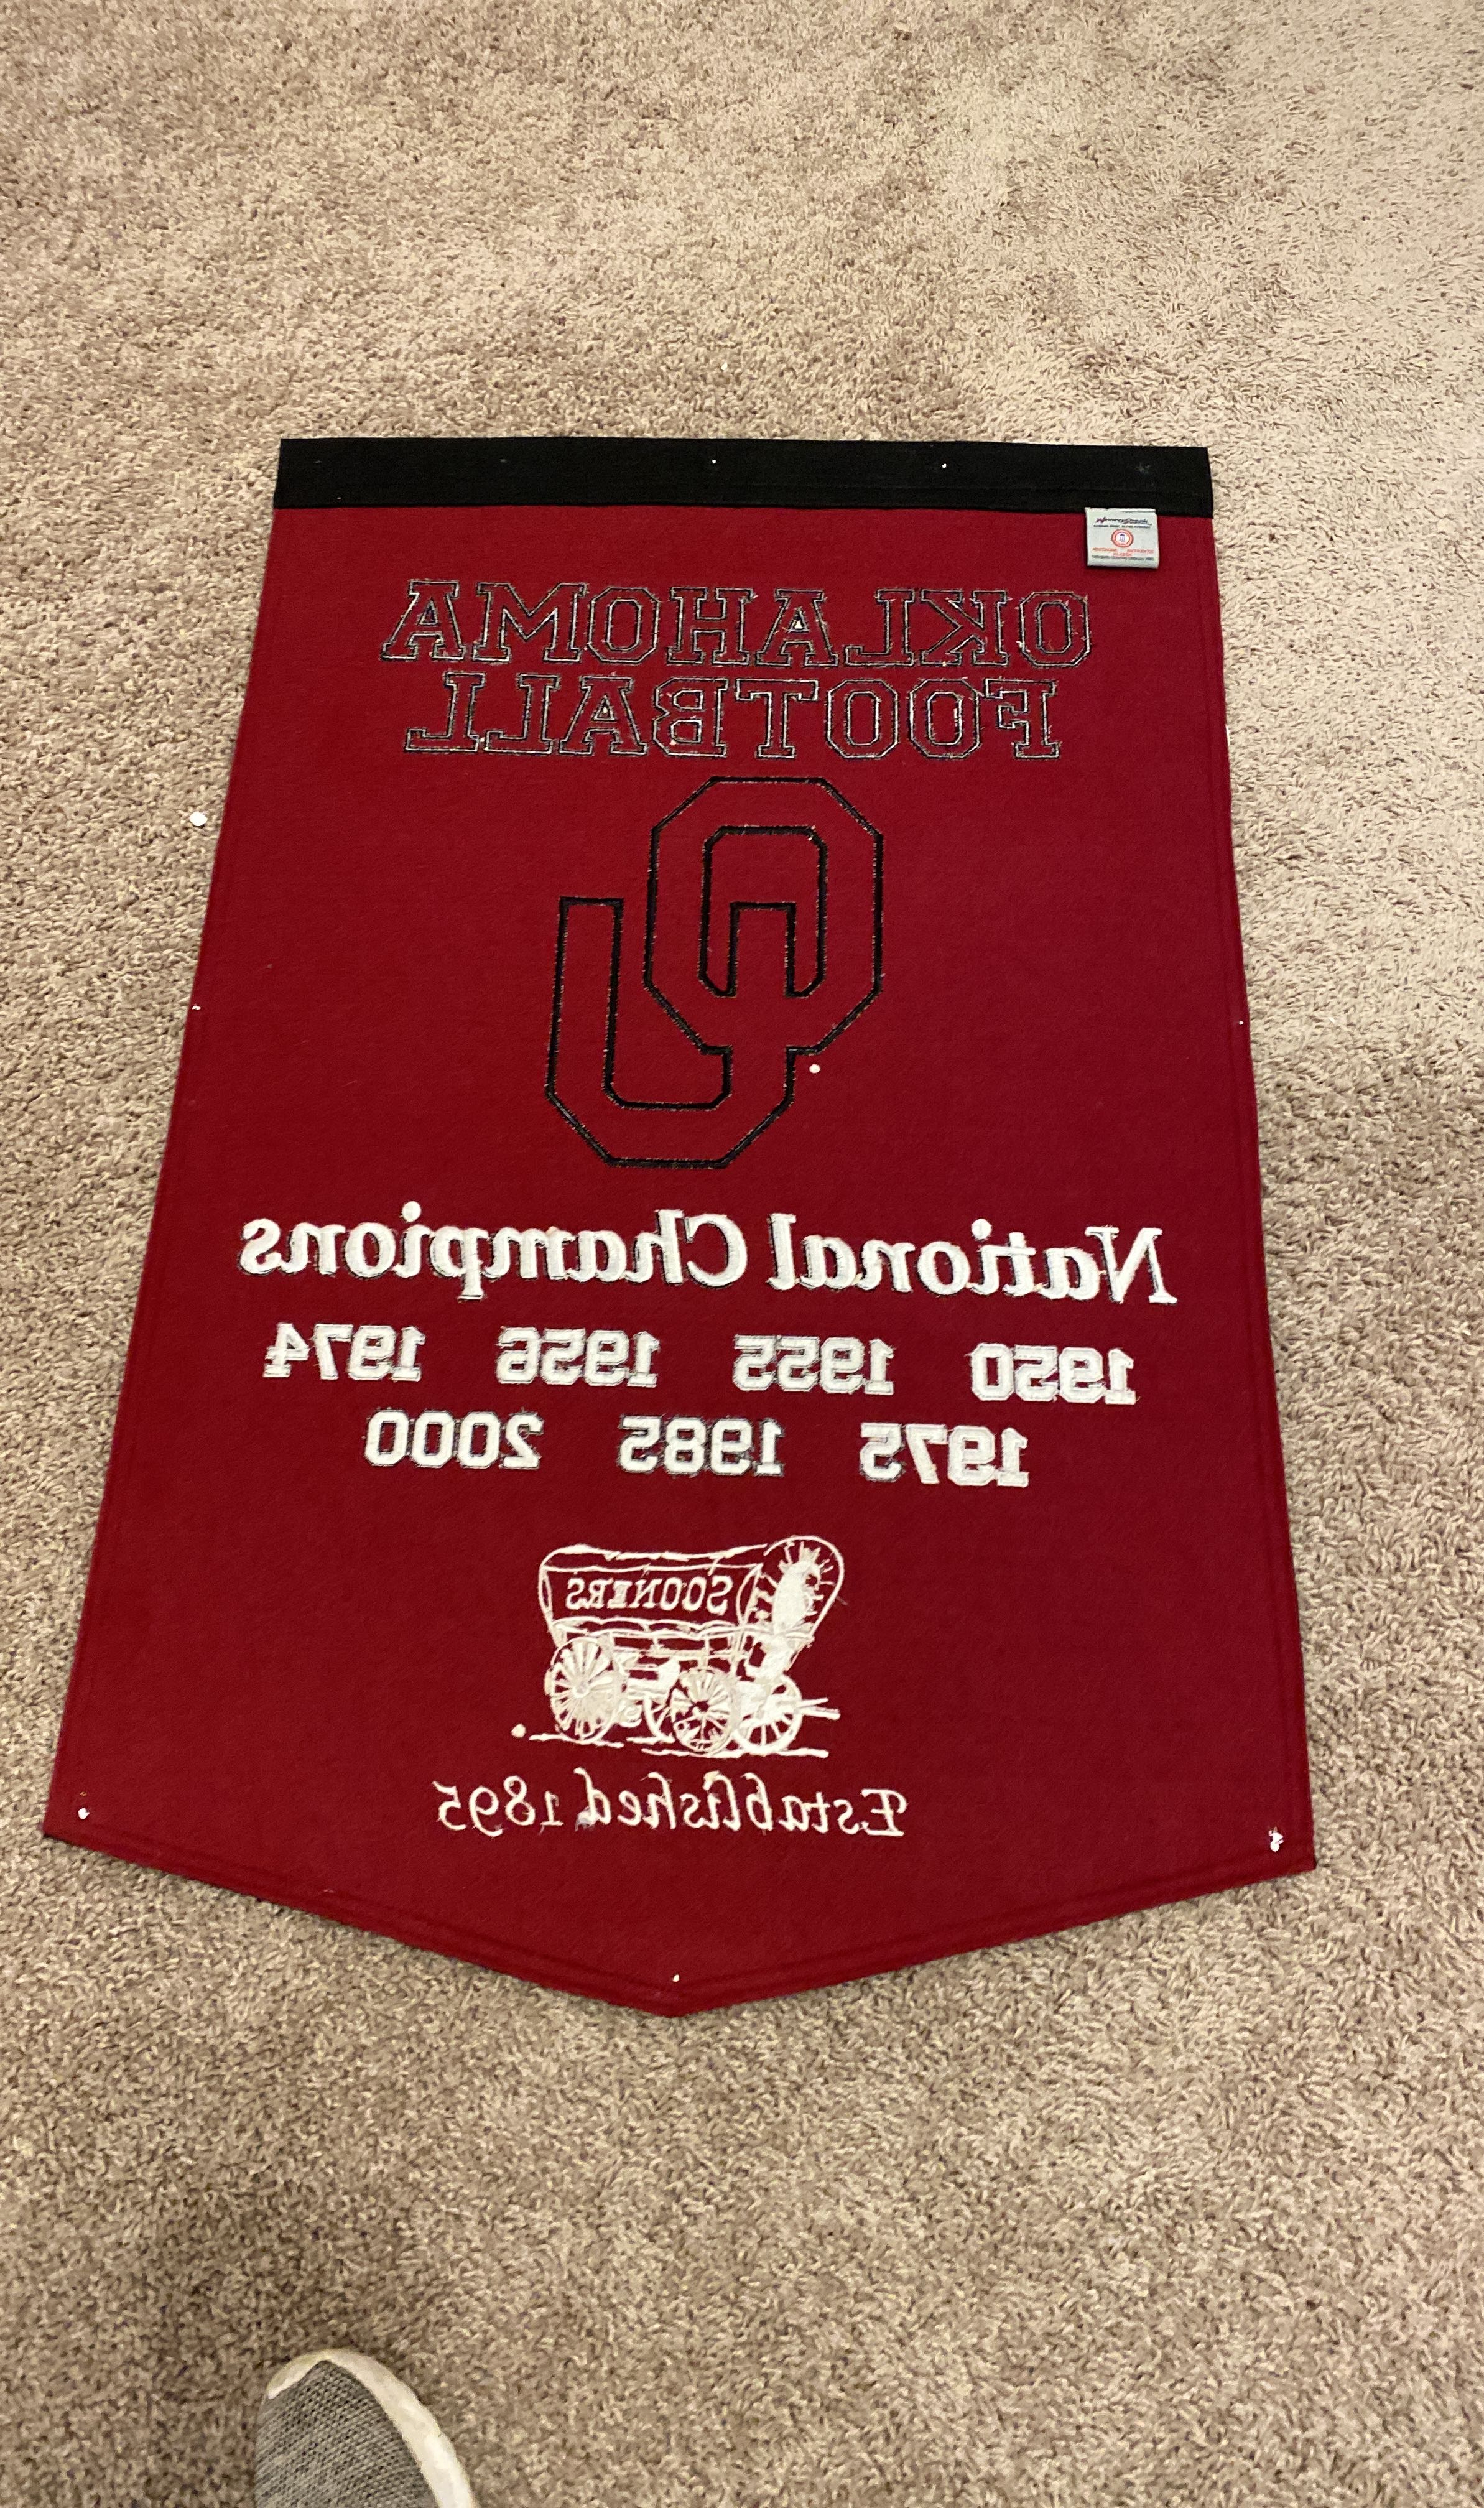 OKLAHOMA
FOOTBALL
OU
National Champions
1950 1955 1956 1974
1975 1985 2000
SOONERS
Established 1895